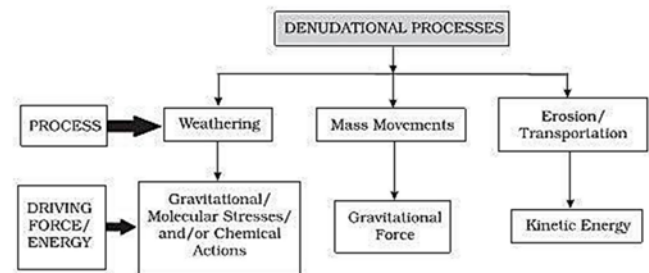 DENUDATIONAL PROCESSES
PROCESS
Weathering
Mass Movements
Erosion/
Transportation
DRIVING
FORCE/
ENERGY
Gravitational/
Molecular Stresses/
and/or Chemical
Actions
Gravitational
Force
Kinetic Energy